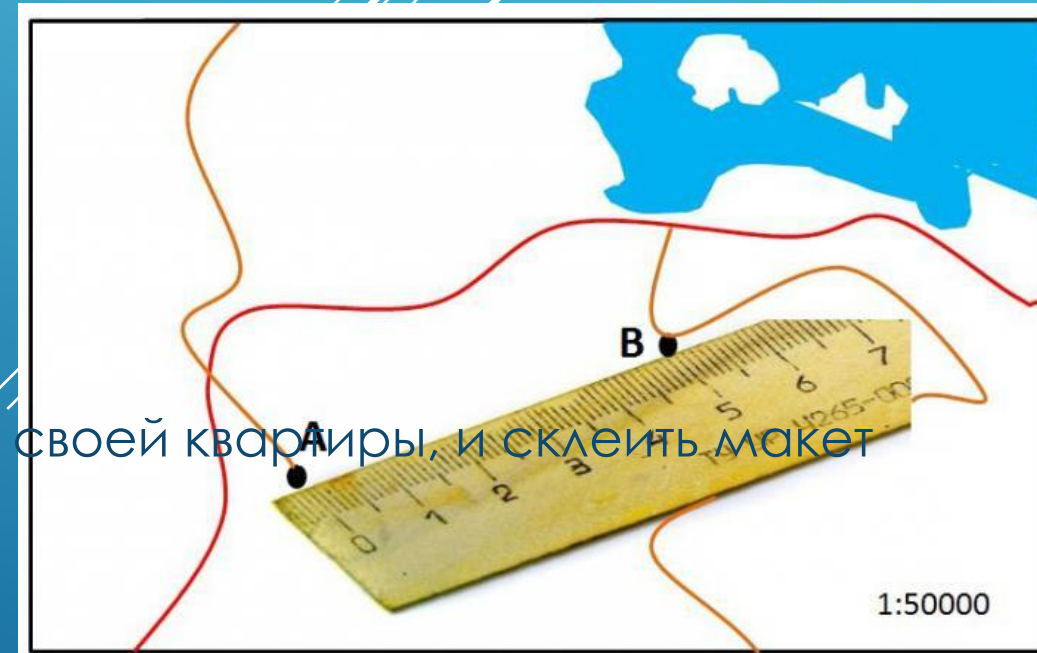 B
своей квартиры, и склеить макет
A
0 1 2 3 4 5 6 7
1:50000